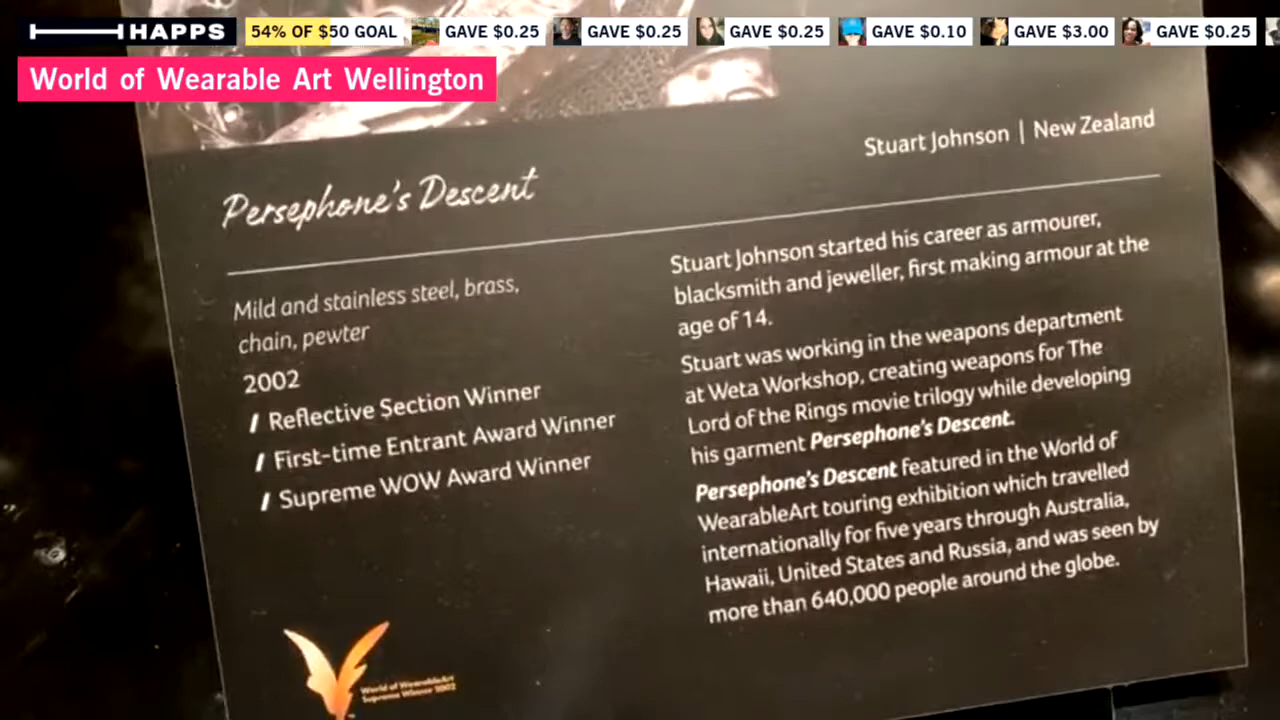 HAPPS
54% OF $50 GOAL
GAVE $0.25
GAVE $0.25
GAVE $0.25
GAVE $0.10
GAVE $3.00
GAVE $0.25
World of Wearable Art Wellington
Stuart Johnson | New Zealand
Persephone's Descent
Mild and stainless steel, brass,
chain, pewter
2002
/ Reflective Section Winner
/ First-time Entrant Award Winner
/ Supreme WOW Award Winner
Stuart Johnson started his career as armourer,
blacksmith and jeweller, first making armour at the
age of 14.
Stuart was working in the weapons department
at Weta Workshop, creating weapons for The
Lord of the Rings movie trilogy while developing
his garment Persephone's Descent.
Persephone's Descent featured in the World of
WearableArt touring exhibition which travelled
internationally for five years through Australia,
Hawaii, United States and Russia, and was seen by
more than 640,000 people around the globe.
World of WearableArt
Supreme Winner 2002